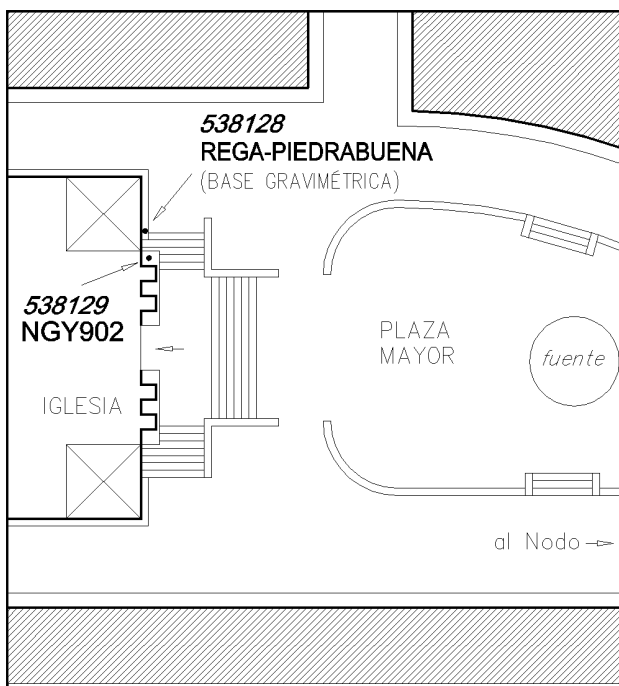 538128
REGA-PIEDRABUENA
(BASE GRAVIMÉTRICA)
538129
NGY902
PLAZA
MAYOR
fuente
IGLESIA
al Nodo